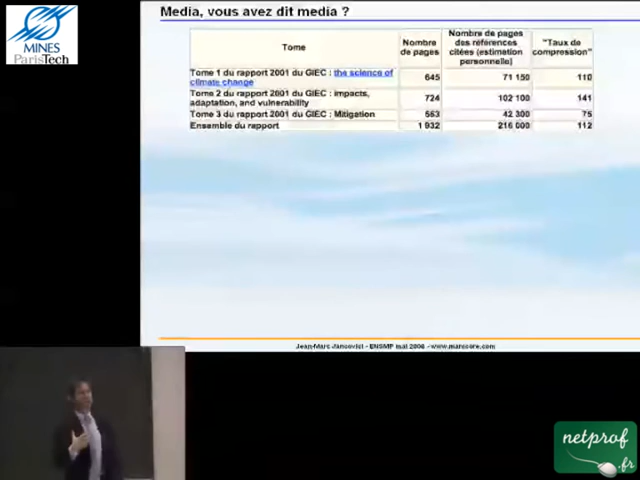 MINES
ParisTech
Media, vous avez dit media ?
Tome
Nombre
de pages
Nombre de pages
des références
citées (estimation
personnelle)
"Taux de
compression"
Tome 1 du rapport 2001 du GIEC : the science of
climate change
645
71 150
110
Tome 2 du rapport 2001 du GIEC : impacts,
adaptation, and vulnerability
724
102 100
141
Tome 3 du rapport 2001 du GIEC : Mitigation
563
42 300
75
Ensemble du rapport
1 932
216 000
112
Jean-Marc Jancovici - ENSMP mai 2008 - www.manicore.com
netprof
.fr